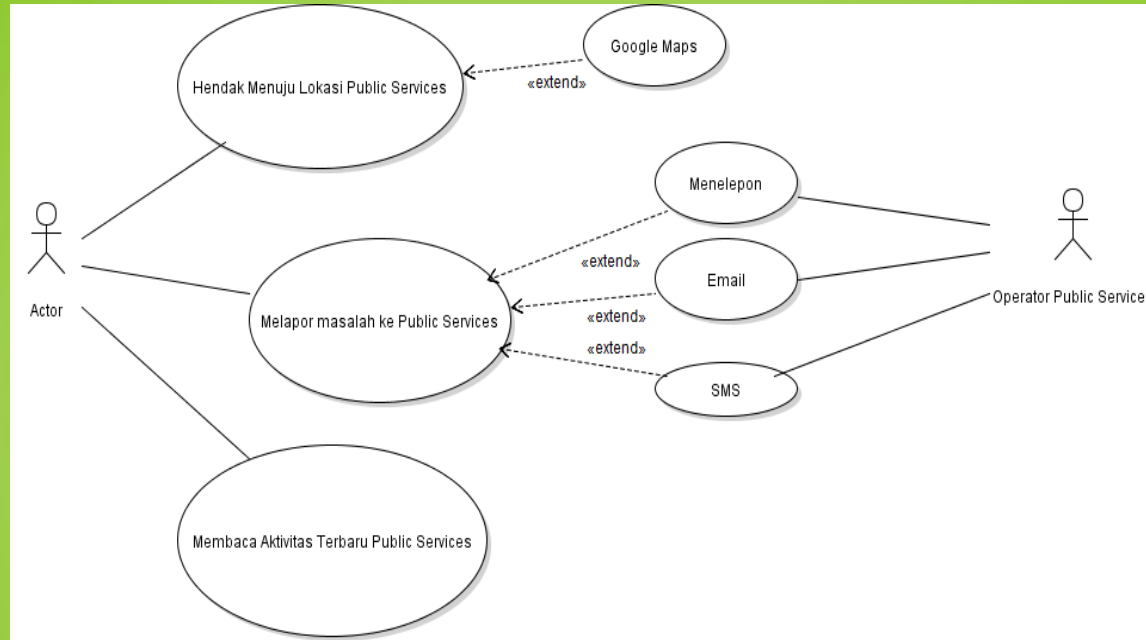 Google Maps
Hendak Menuju Lokasi Public Services
«extend»
Menelepon
«extend»
Email
Actor
Operator Public Service
Melapor masalah ke Public Services
«extend»
«extend»
SMS
Membaca Aktivitas Terbaru Public Services